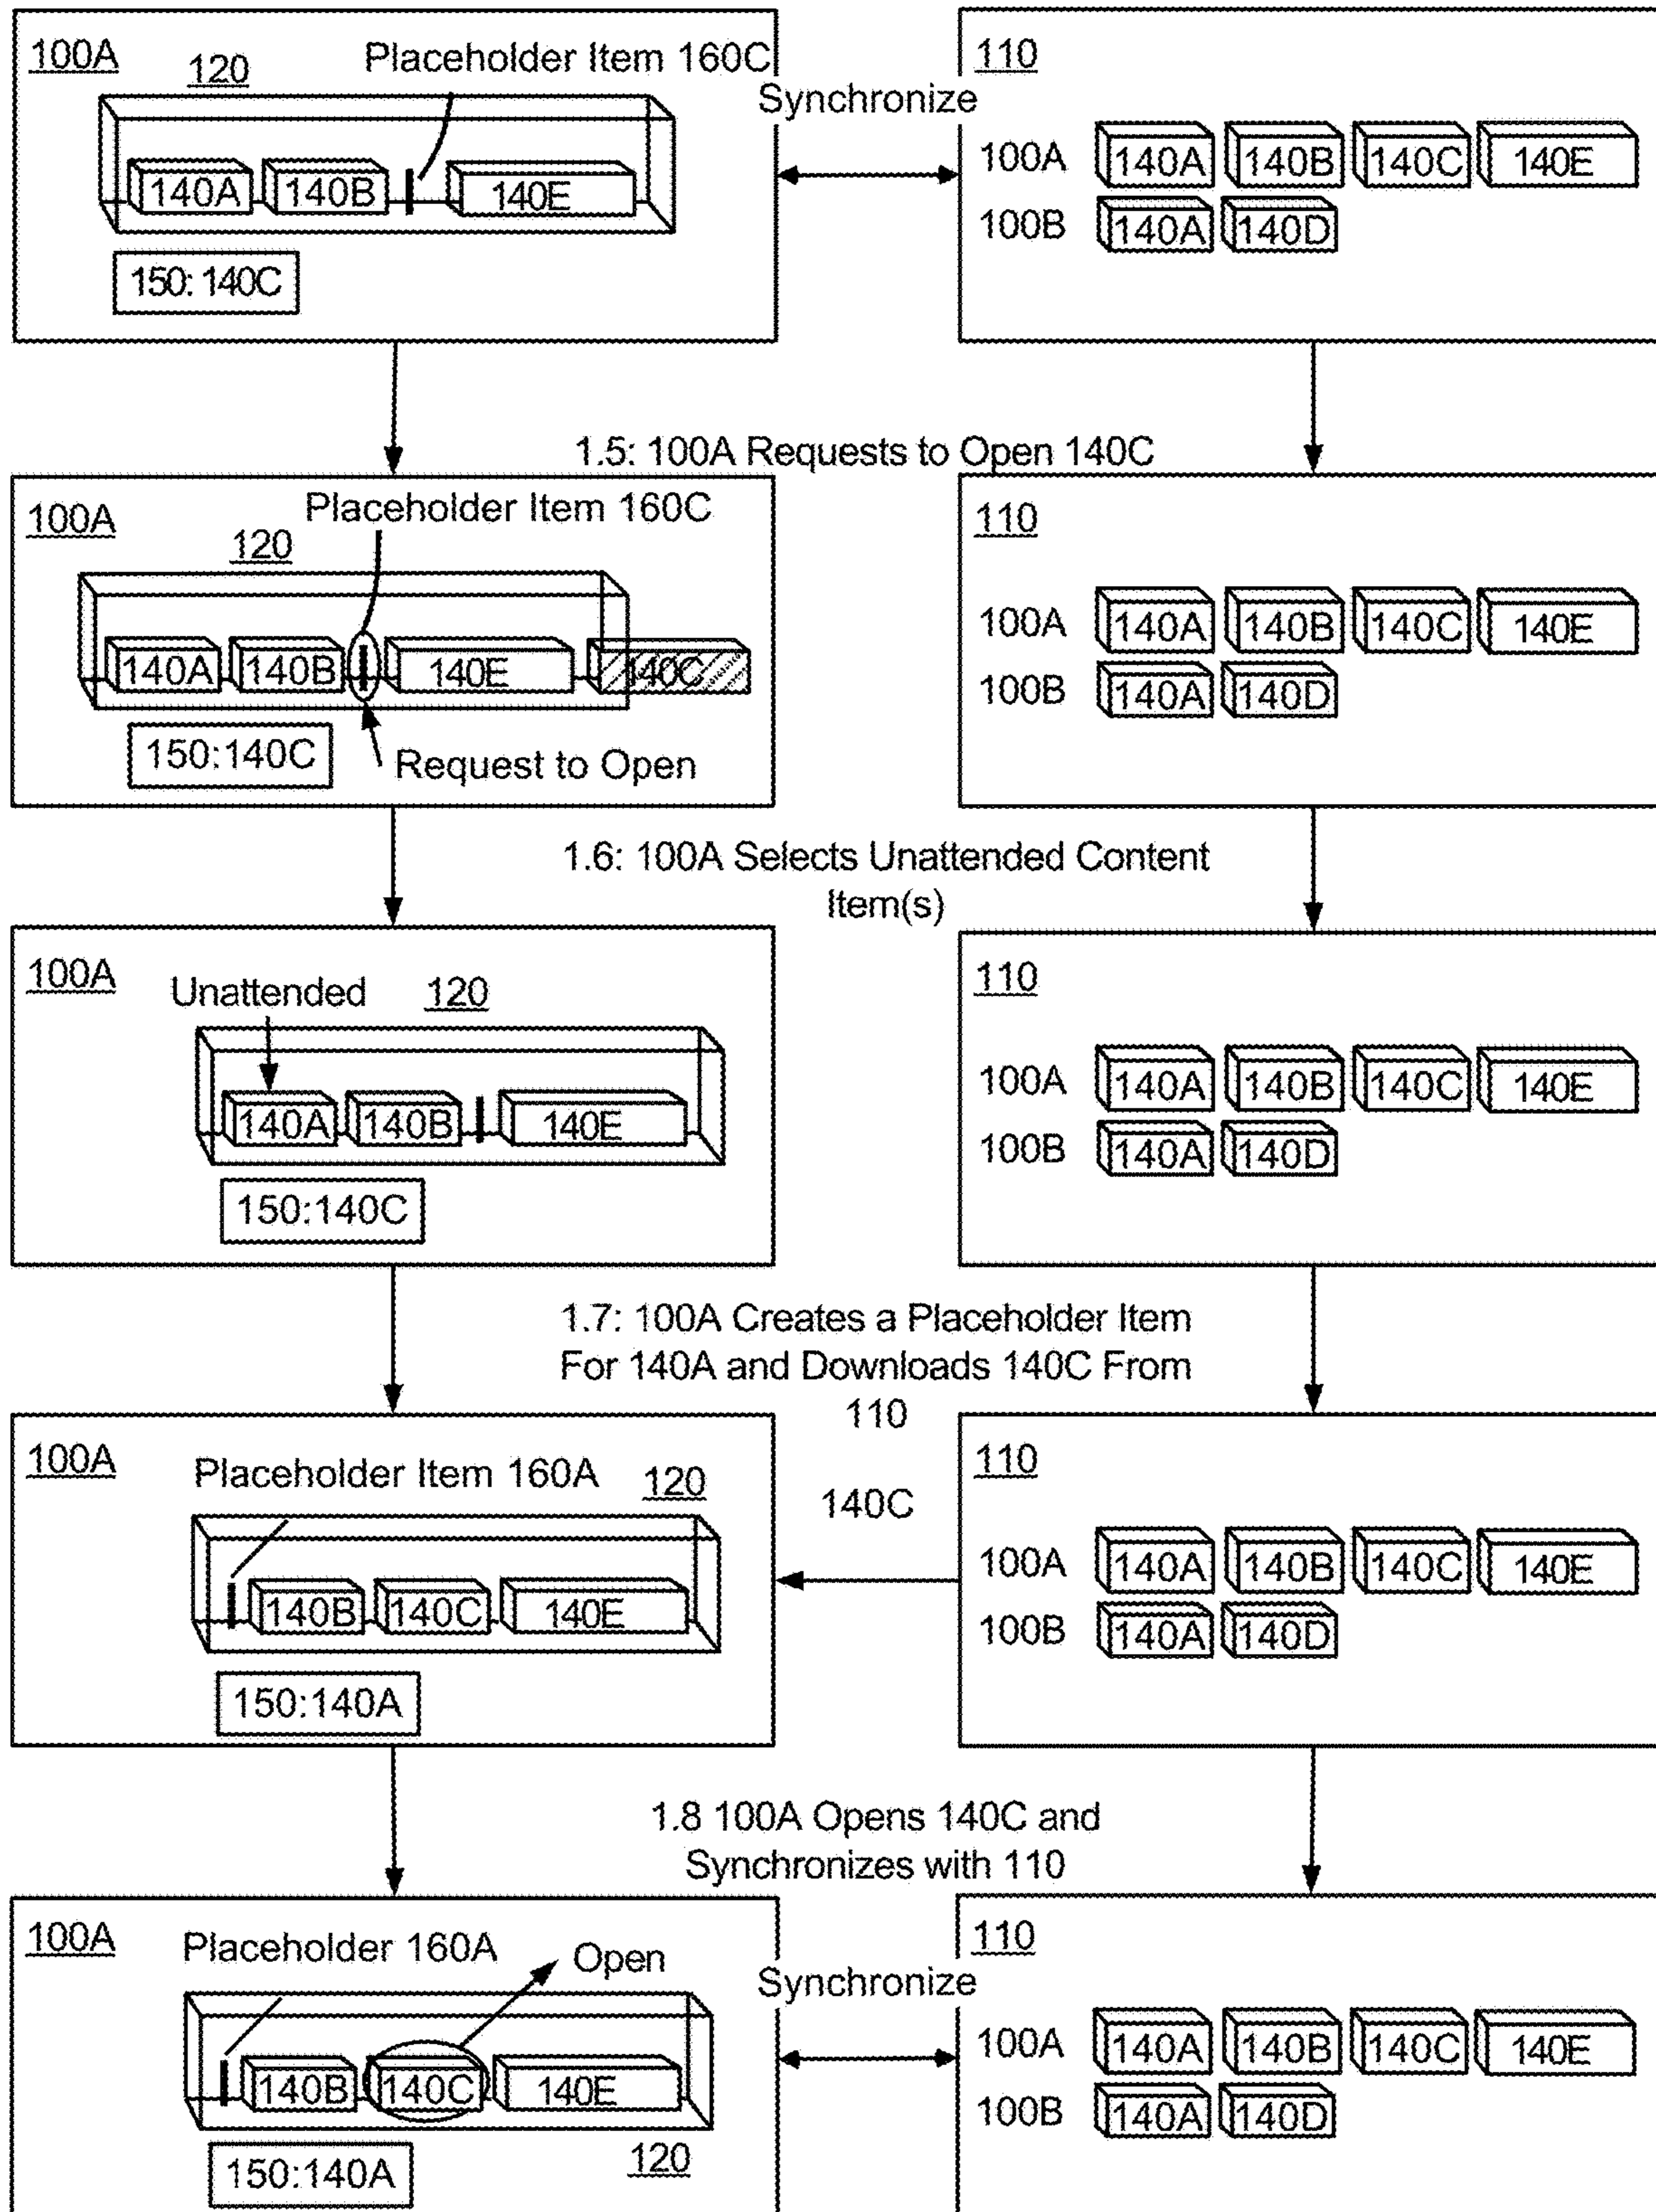 100A
120
Placeholder Item 160C
140A 140B 140E
150: 140C
Synchronize
110
100A 140A 140B 140C 140E
100B 140A 140D
1.5: 100A Requests to Open 140C
100A
Placeholder Item 160C
120
140A 140B 140E 140C
150:140C
Request to Open
110
100A 140A 140B 140C 140E
100B 140A 140D
1.6: 100A Selects Unattended Content
Item(s)
100A
Unattended
120
140A 140B 140E
150:140C
110
100A 140A 140B 140C 140E
100B 140A 140D
1.7: 100A Creates a Placeholder Item
For 140A and Downloads 140C From
110
100A
Placeholder Item 160A
120
140B 140C 140E
150:140A
140C
110
100A 140A 140B 140C 140E
100B 140A 140D
1.8 100A Opens 140C and
Synchronizes with 110
100A
Placeholder 160A
Open
140B 140C 140E
150:140A
120
Synchronize
110
100A 140A 140B 140C 140E
100B 140A 140D